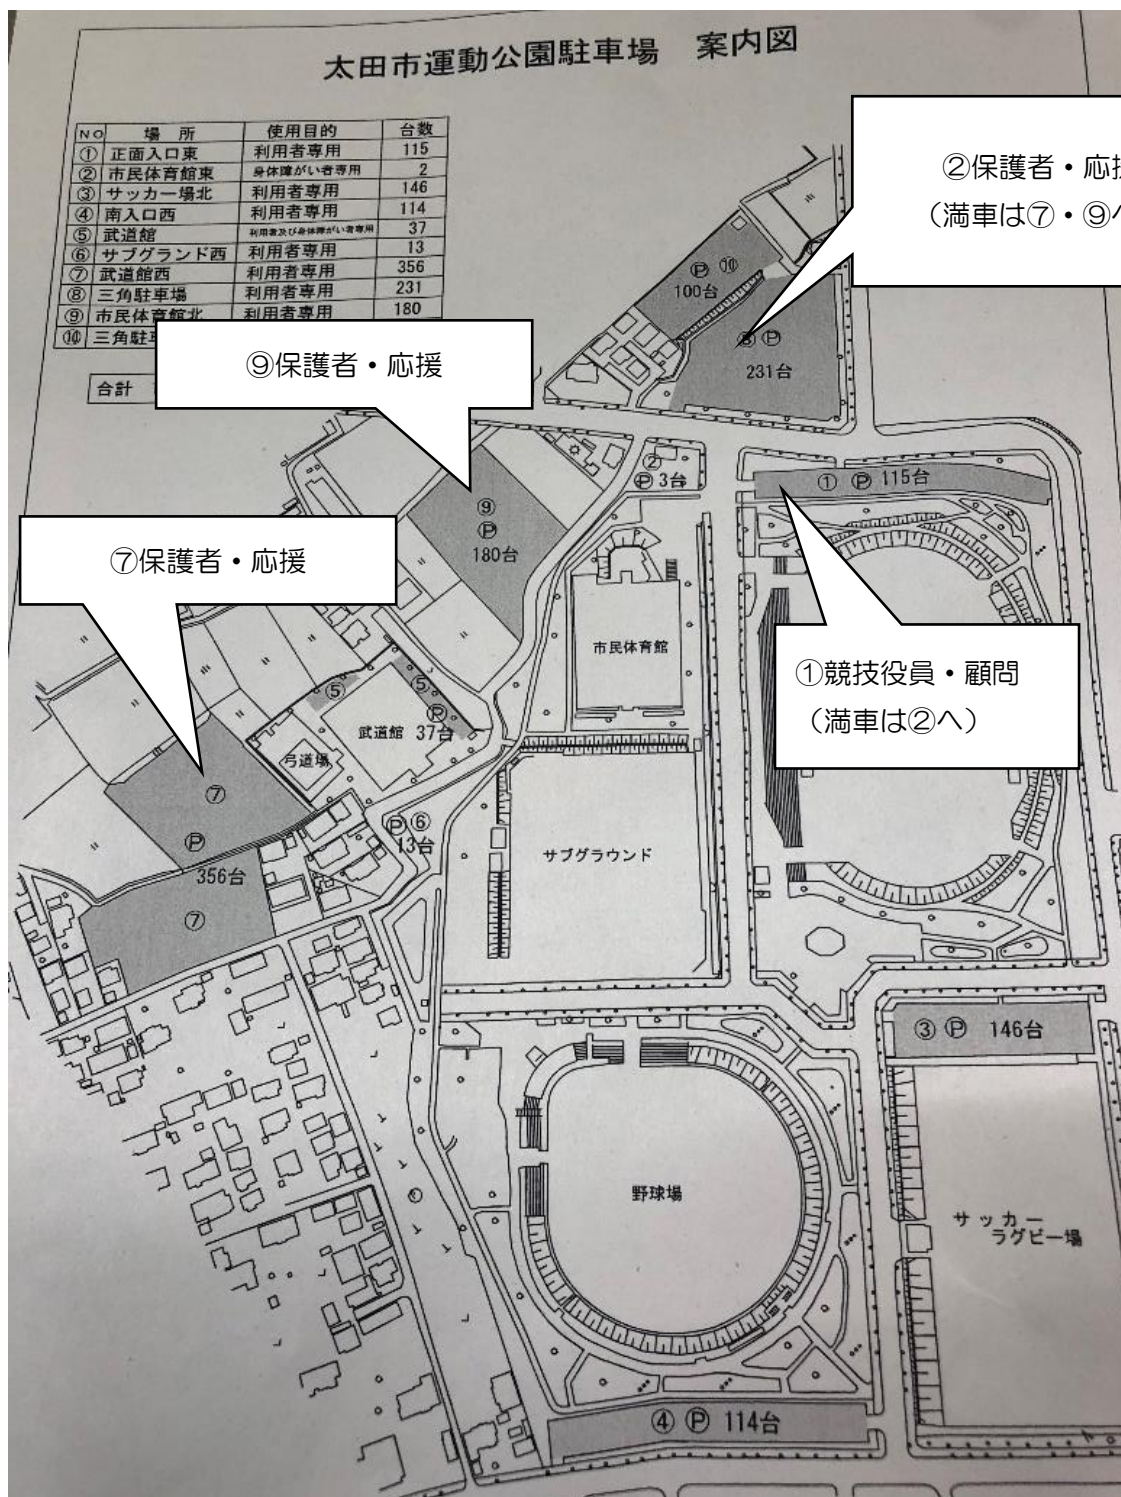 太田市運動公園駐車場 案内図
NO 場所 使用目的 台数
① 正面入口東 利用者専用 115
② 市民体育館東 身体障がい者専用 2
③ サッカー場北 利用者専用 146
④ 南入口西 利用者専用 114
⑤ 武道館 利用者及び身体障がい者専用 37
⑥ サブグランド西 利用者専用 13
⑦ 武道館西 利用者専用 356
⑧ 三角駐車場 利用者専用 231
⑨ 市民体育館北 利用者専用 180
⑩ 三角駐
合計
②保護者・応
(満車は⑦・⑨
⑨保護者・応援
⑦保護者・応援
①競技役員・顧問
(満車は②へ)
Ⓟ ⑩
100台
⑧ Ⓟ
231台
②
Ⓟ 3台
① Ⓟ 115台
⑨
Ⓟ
180台
市民体育館
⑤
⑤
Ⓟ
武道館 37台
弓道場
⑦
Ⓟ
356台
⑦
Ⓟ ⑥
13台
サブグラウンド
③ Ⓟ 146台
野球場
サッカー
ラグビー場
④ Ⓟ 114台